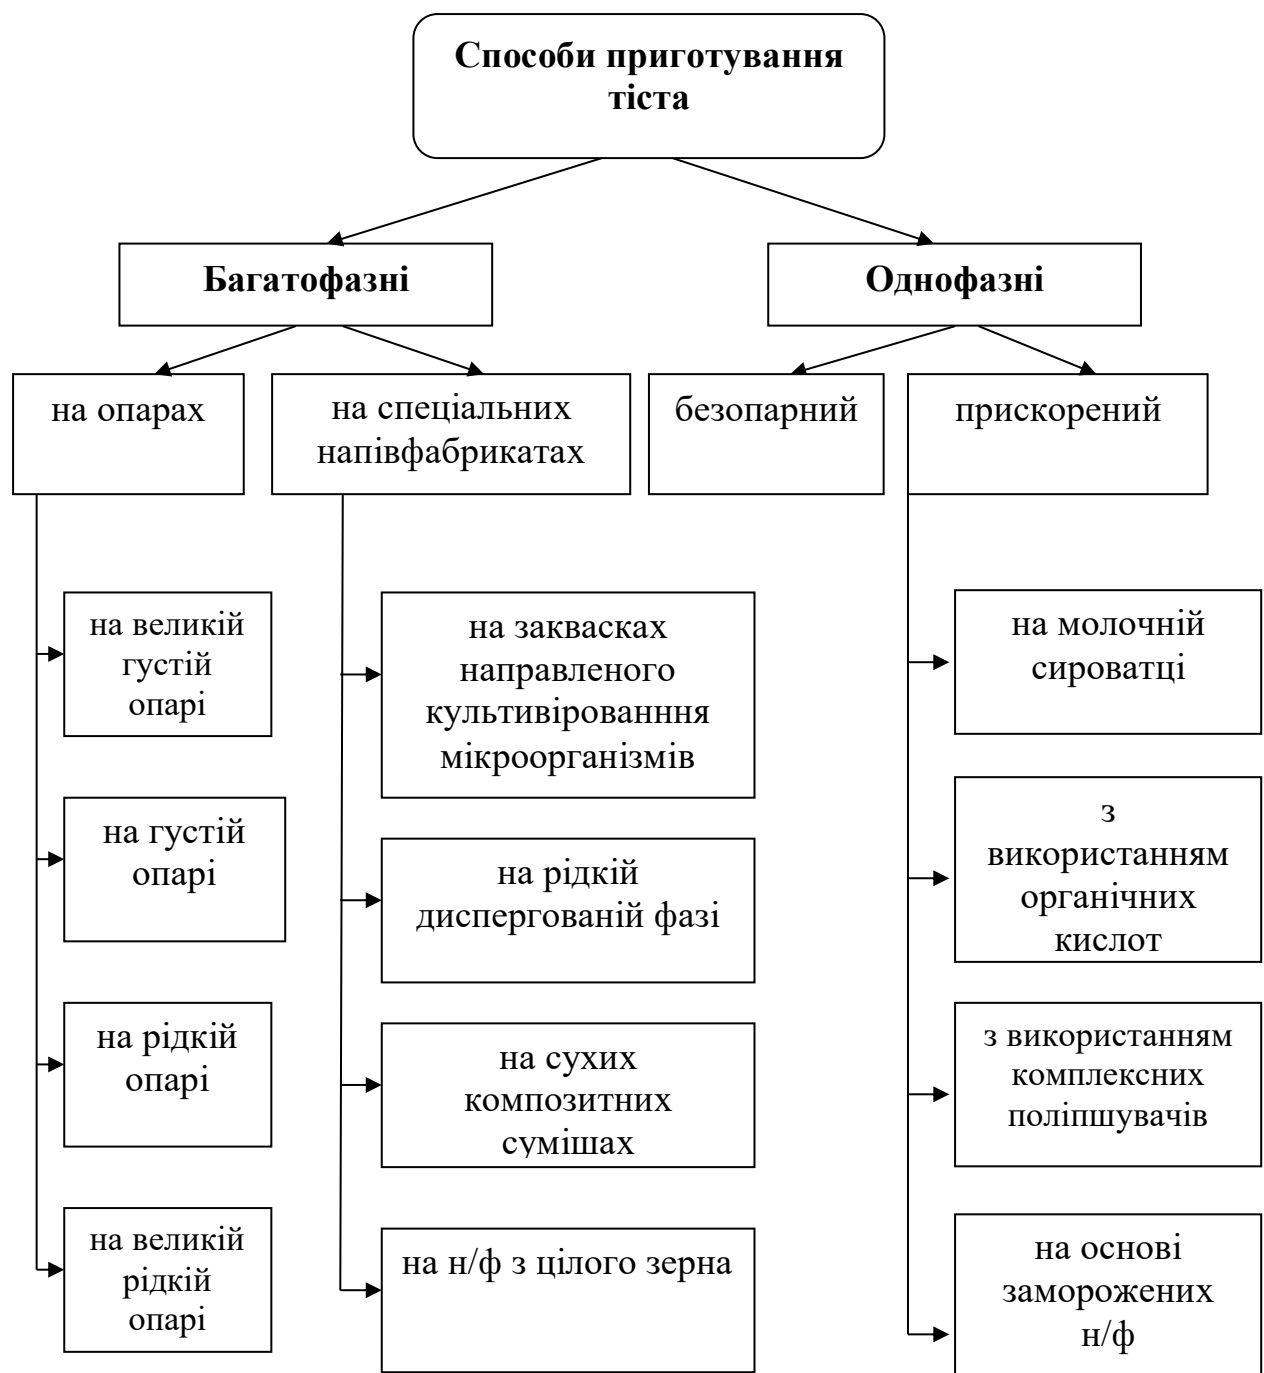 Способи приготування
тіста
Багатофазні
Однофазні
на опарах
на спеціальних
напівфабрикатах
безопарний
прискорений
на великій
густій
опарі
на густій
опарі
на рідкій
опарі
на великій
рідкій
опарі
на заквасках
направленого
культивірованння
мікроорганізмів
на рідкій
диспергованій фазі
на сухих
композитних
сумішах
на н/ф з цілого зерна
на молочній
сироватці
з
використанням
органічних
кислот
з використанням
комплексних
поліпшувачів
на основі
заморожених
н/ф